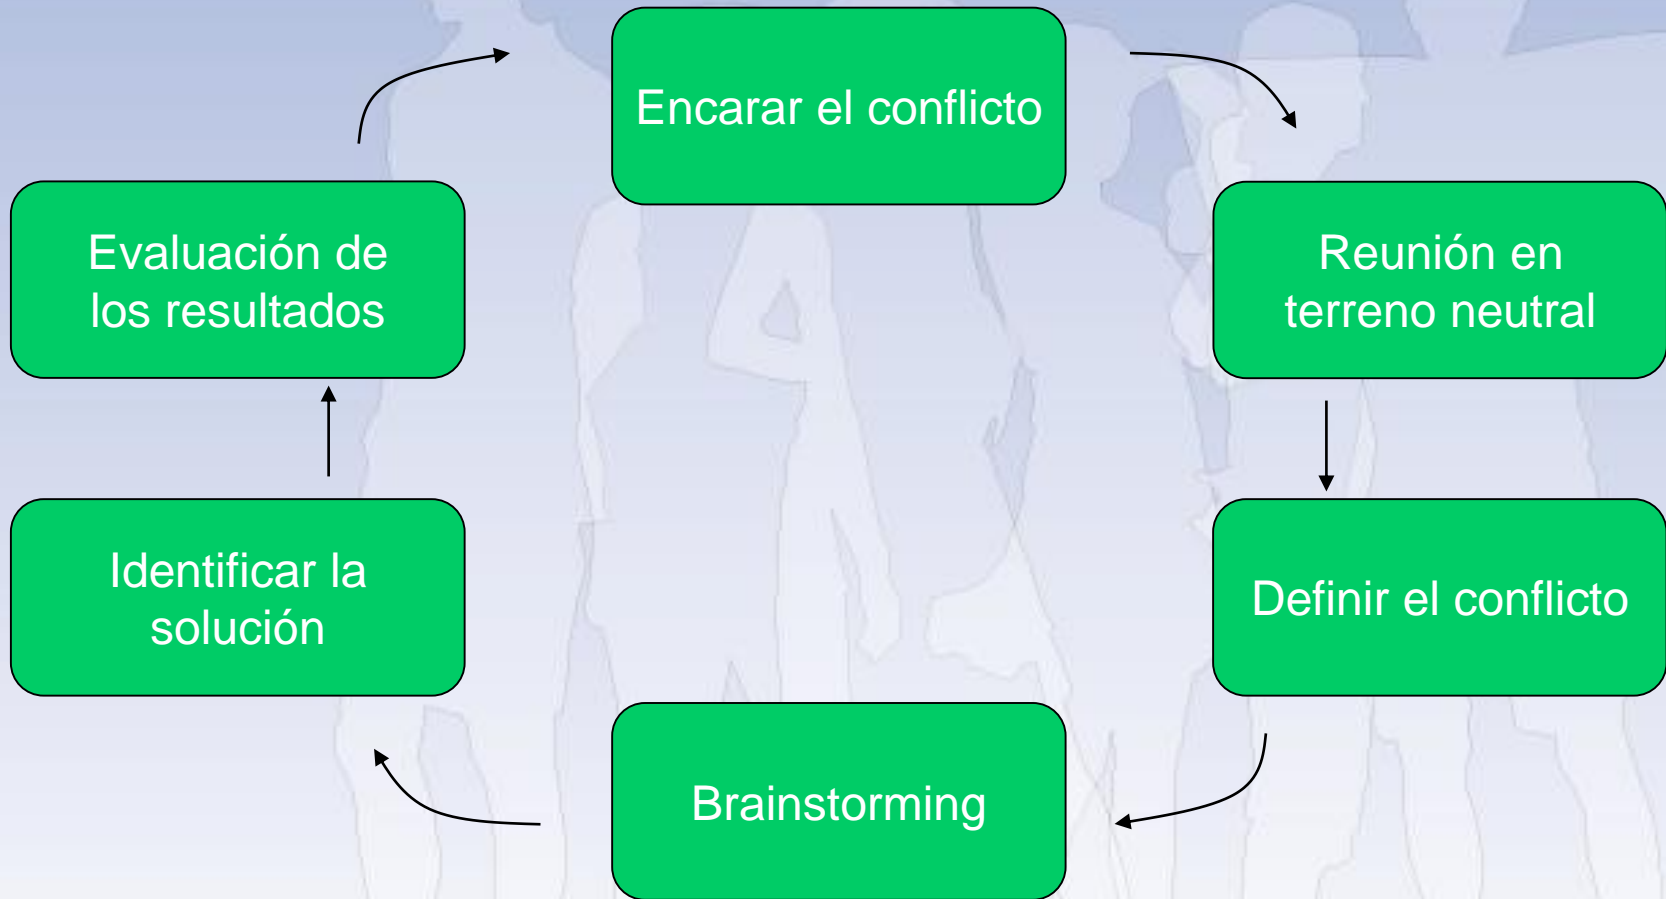 Encarar el conflicto
Reunión en
terreno neutral
Definir el conflicto
Brainstorming
Identificar la
solución
Evaluación de
los resultados